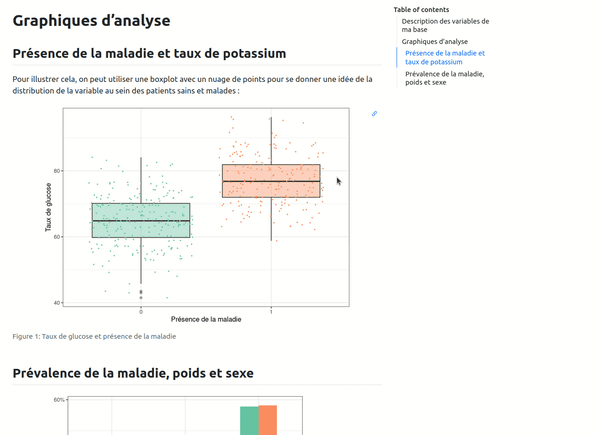 Graphiques d'analyse
Présence de la maladie et taux de potassium
Pour illustrer cela, on peut utiliser une boxplot avec un nuage de points pour se donner une idée de la
distribution de la variable au sein des patients sains et malades :
80
60
40
Taux de glucose
0
1
Présence de la maladie
Figure 1: Taux de glucose et présence de la maladie
Prévalence de la maladie, poids et sexe
60%
Table of contents
Description des variables de
ma base
Graphiques d'analyse
Présence de la maladie et
taux de potassium
Prévalence de la maladie,
poids et sexe